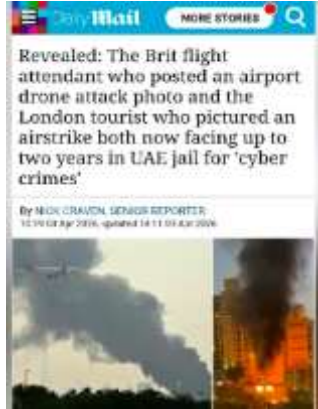 Daily Mail MORE STORIES
Revealed: The Brit flight
attendant who posted an airport
drone attack photo and the
London tourist who pictured an
airstrike both now facing up to
two years in UAE jail for 'cyber
crimes'
By NICK CRAVEN, SENIOR REPORTER